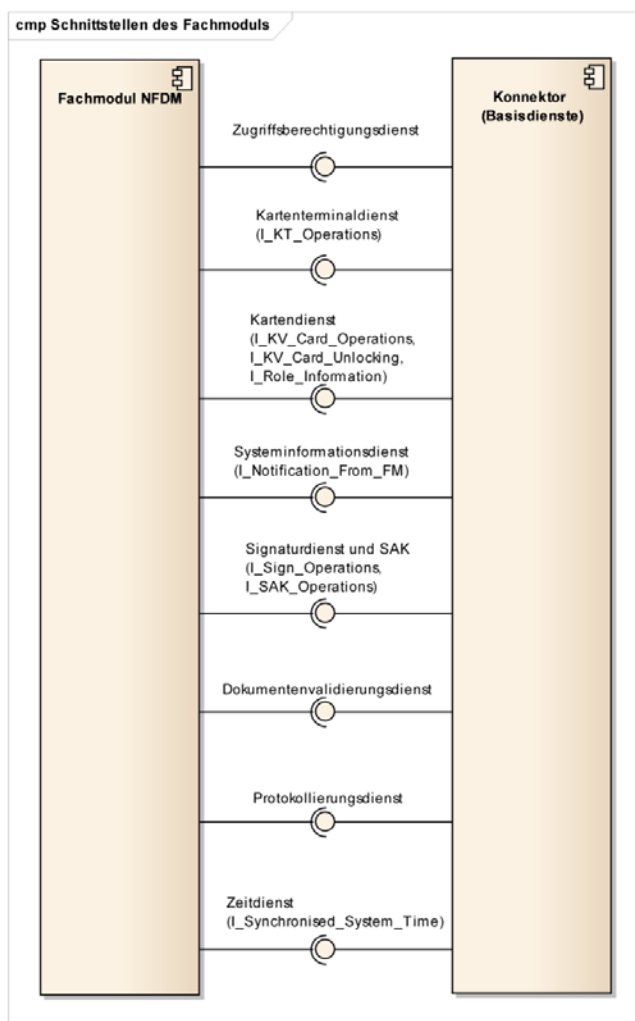 cmp Schnittstellen des Fachmoduls
Fachmodul NFDM
Konnektor
(Basisdienste)
Zugriffsberechtigungsdienst
Kartenterminaldienst
(I_KT_Operations)
Kartendienst
(I_KV_Card_Operations,
I_KV_Card_Unlocking,
I_Role_Information)
Systeminformationsdienst
(I_Notification_From_FM)
Signaturdienst und SAK
(I_Sign_Operations,
I_SAK_Operations)
Dokumentenvalidierungsdienst
Protokollierungsdienst
Zeitdienst
(I_Synchronised_System_Time)